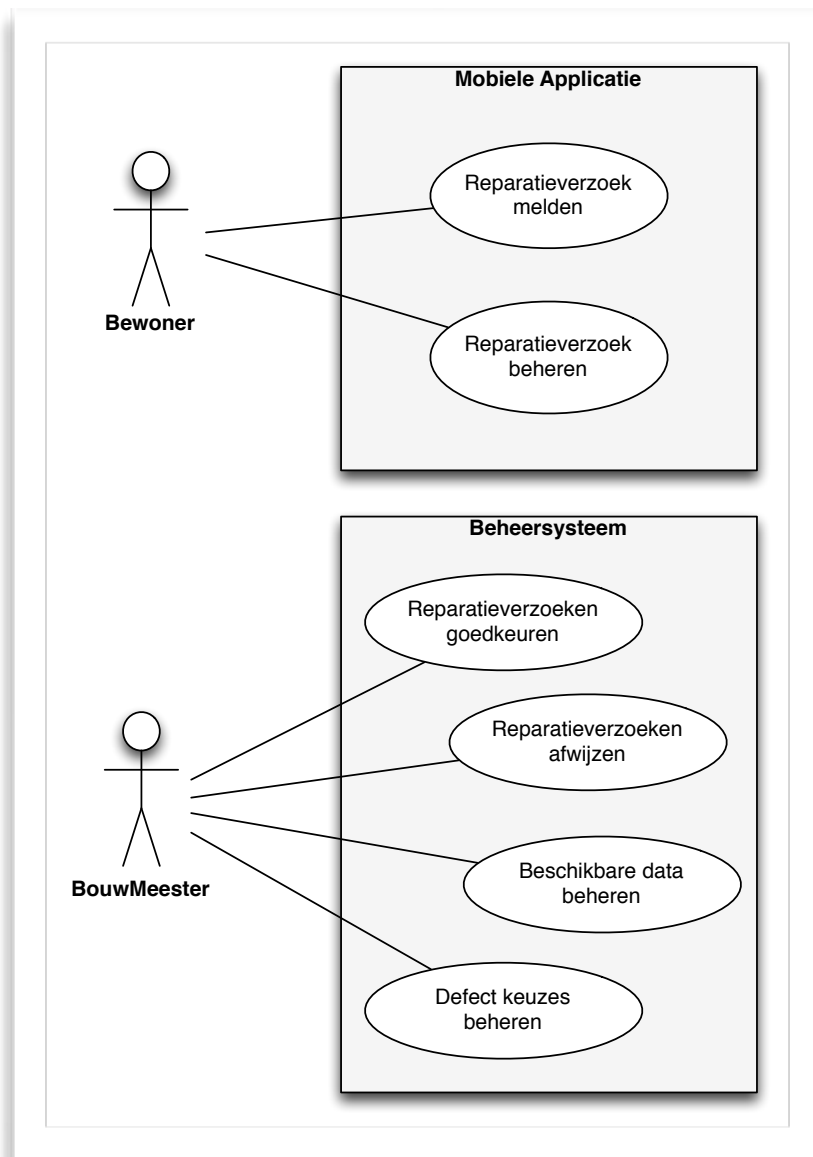 Mobiele Applicatie
Reparatieverzoek
melden
Bewoner
Reparatieverzoek
beheren
Beheersysteem
Reparatieverzoeken
goedkeuren
Reparatieverzoeken
afwijzen
BouwMeester
Beschikbare data
beheren
Defect keuzes
beheren